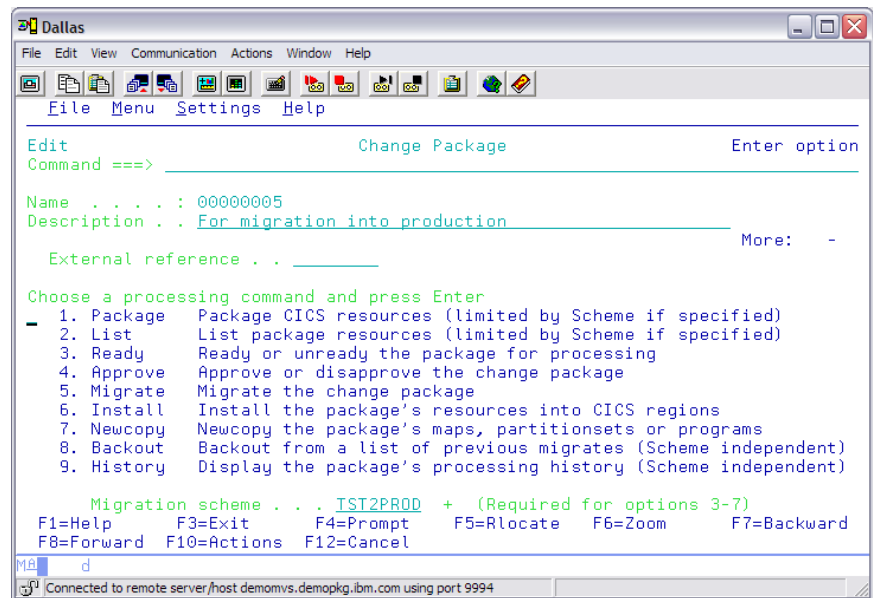 Dallas
File Edit View Communication Actions Window Help
File Menu Settings Help
Edit Change Package Enter option
Command ===>
Name . . . . : 00000005
Description . . For migration into production
More: -
External reference . .
Choose a processing command and press Enter
1. Package Package CICS resources (limited by Scheme if specified)
2. List List package resources (limited by Scheme if specified)
3. Ready Ready or unready the package for processing
4. Approve Approve or disapprove the change package
5. Migrate Migrate the change package
6. Install Install the package's resources into CICS regions
7. Newcopy Newcopy the package's maps, partitionsets or programs
8. Backout Backout from a list of previous migrates (Scheme independent)
9. History Display the package's processing history (Scheme independent)
Migration scheme . . . TST2PROD + (Required for options 3-7)
F1=Help F3=Exit F4=Prompt F5=Rlocate F6=Zoom F7=Backward
F8=Forward F10=Actions F12=Cancel
MA d
Connected to remote server/host demomvs.demopkg.ibm.com using port 9994